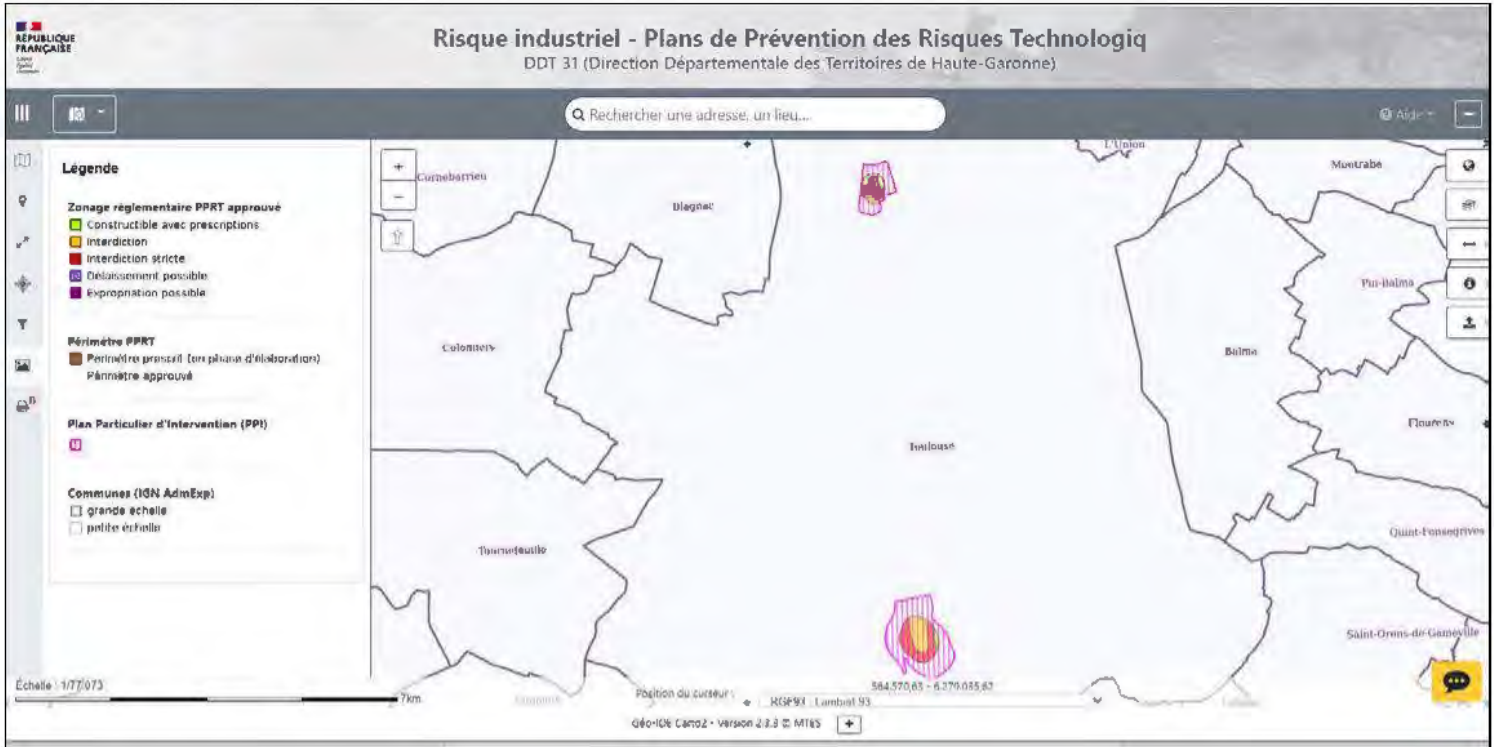 RÉPUBLIQUE
FRANÇAISE
Risque industriel - Plans de Prévention des Risques Technologiq
DDT 31 (Direction Départementale des Territoires de Haute-Garonne)
Rechercher une adresse, un lieu...
Aide
Légende
Zonage réglementaire PPRT approuvé
Constructible avec prescriptions
Interdiction
Interdiction stricte
Délaissement possible
Expropriation possible
Périmètre PPRT
Périmètre prescrit (en phase d'élaboration)
Périmètre approuvé
Plan Particulier d'Intervention (PPI)
Communes (IGN AdmExp)
grande échelle
petite échelle
Cornebarrieu
Blagnac
L'Union
Montrabé
Pin-Balma
Colomiers
Balma
Flourens
Toulouse
Quint-Fonsegrives
Tournefeuille
Saint-Orens-de-Gameville
Échelle 1/77 073
7km
Position du curseur :
564.570,63 - 6.270.035,62
RGF93 / Lambert 93
Géo-IDE Carto2 - Version 2.3.3 © MTES